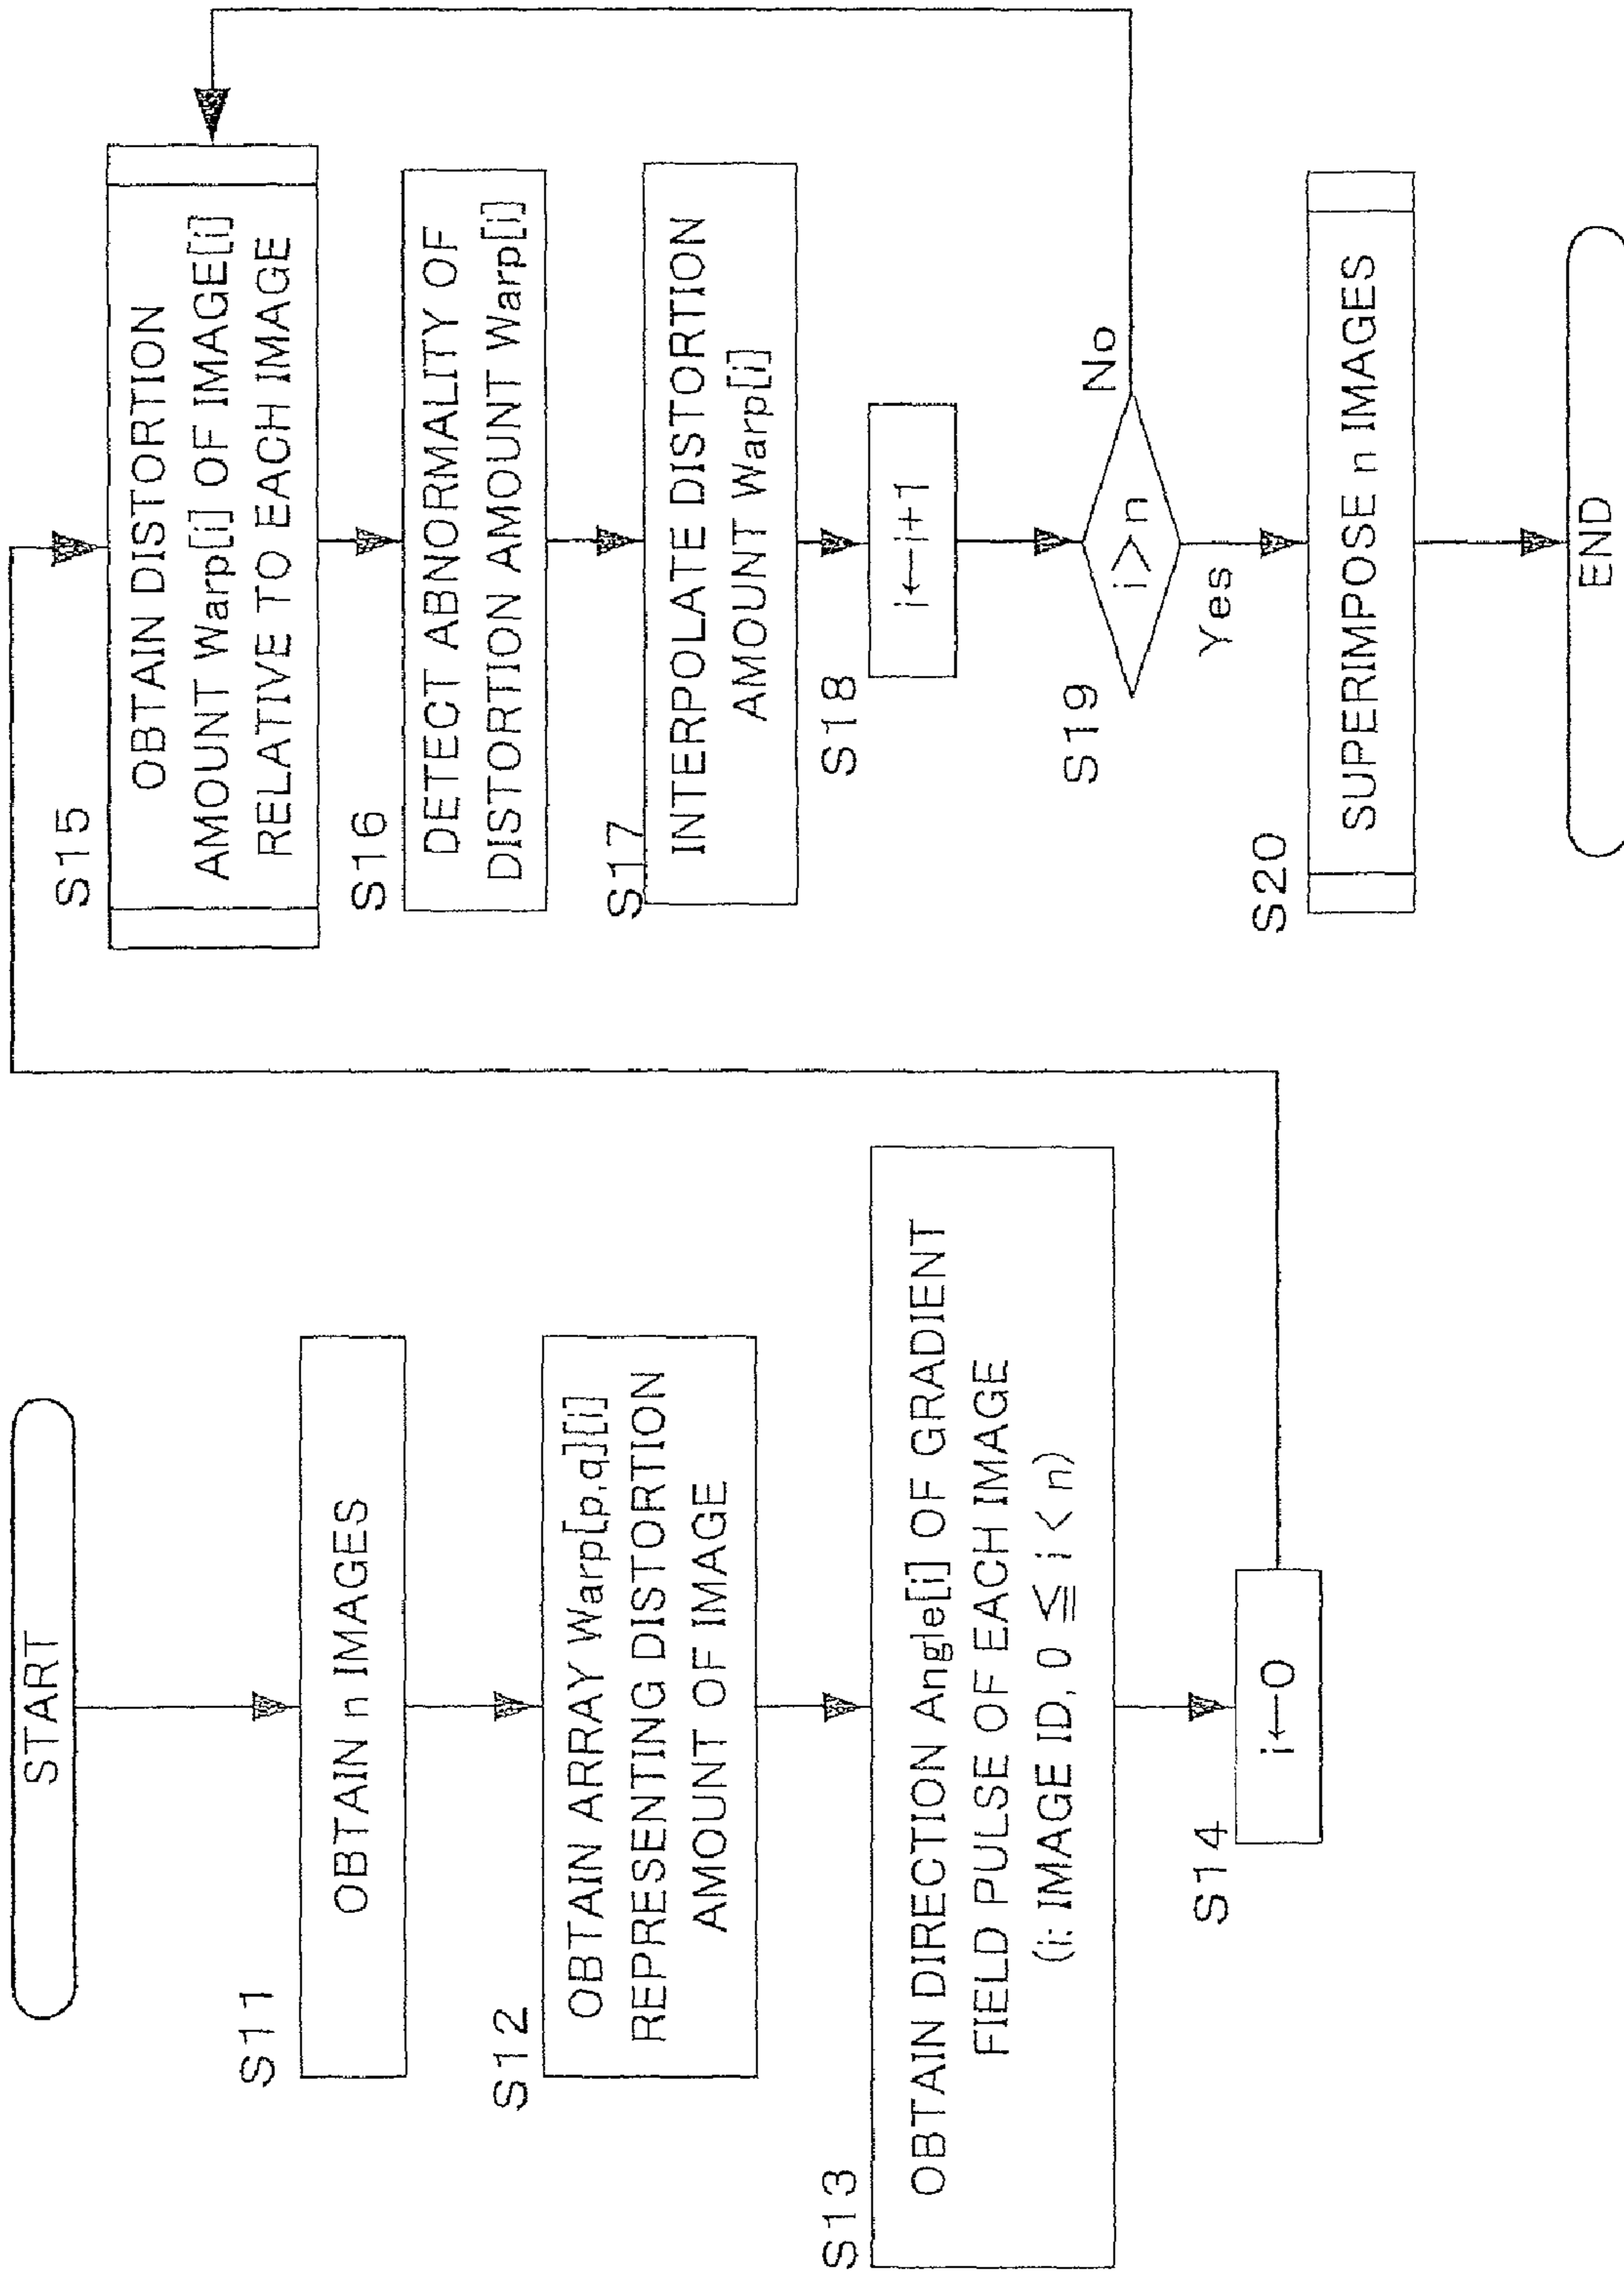 START
S11
OBTAIN n IMAGES
S12
OBTAIN ARRAY Warp[p,q][i]
REPRESENTING DISTORTION
AMOUNT OF IMAGE
S13
OBTAIN DIRECTION Angle[i] OF GRADIENT
FIELD PULSE OF EACH IMAGE
(i: IMAGE ID, 0 ≦ i < n)
S14
i←0
S15
OBTAIN DISTORTION
AMOUNT Warp[i] OF IMAGE[i]
RELATIVE TO EACH IMAGE
S16
DETECT ABNORMALITY OF
DISTORTION AMOUNT Warp[i]
S17
INTERPOLATE DISTORTION
AMOUNT Warp[i]
S18
i←i+1
S19
i>n
No
Yes
S20
SUPERIMPOSE n IMAGES
END